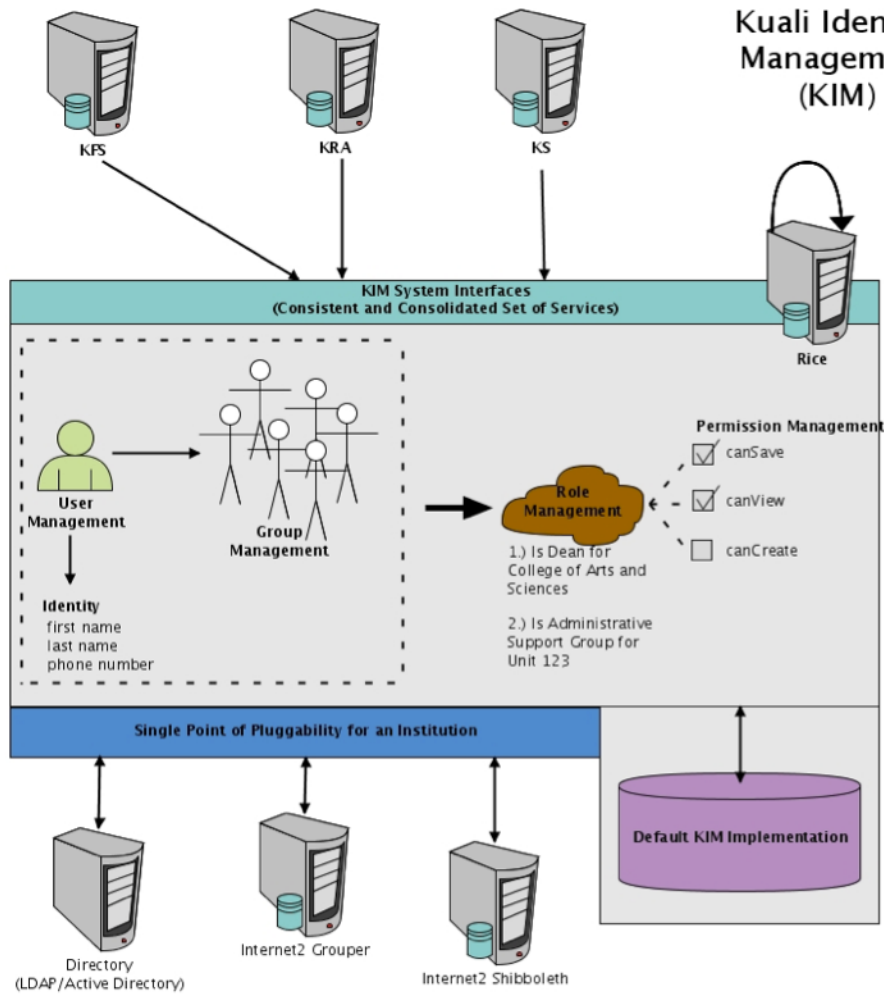 Kuali Iden
Managem
(KIM)
KFS
KRA
KS
Rice
KIM System Interfaces
(Consistent and Consolidated Set of Services)
User
Management
Group
Management
Identity
first name
last name
phone number
Role
Management
1.) Is Dean for
College of Arts and
Sciences
2.) Is Administrative
Support Group for
Unit 123
Permission Management
canSave
canView
canCreate
Single Point of Pluggability for an Institution
Default KIM Implementation
Directory
(LDAP/Active Directory)
Internet2 Grouper
Internet2 Shibboleth